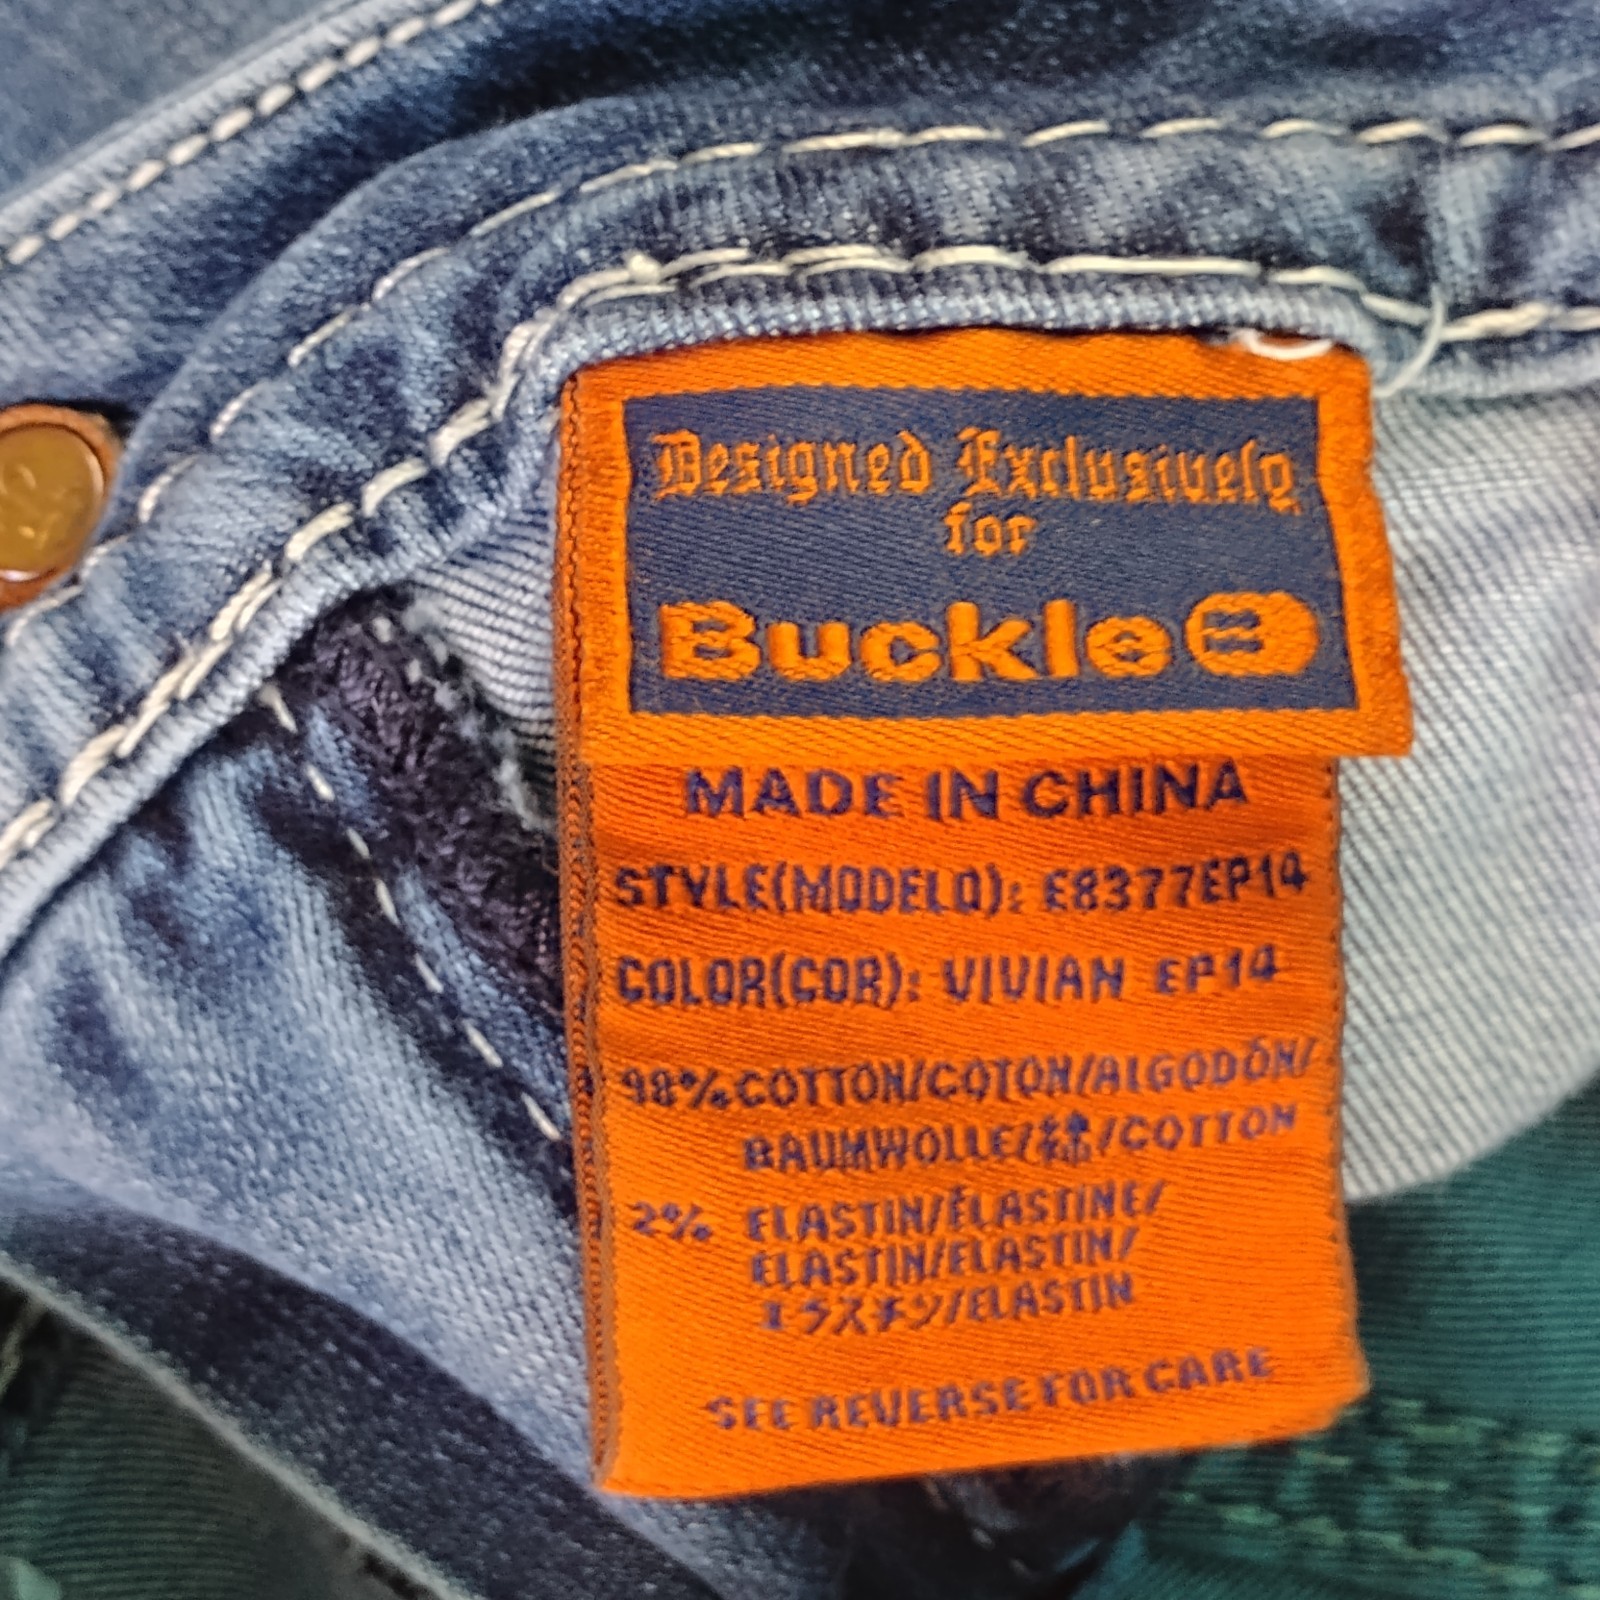 Designed Exclusively
for
Buckle B
MADE IN CHINA
STYLE(MODELO): E8377EP14
COLOR(COR): VIVIAN EP14
98% COTTON/COTON/ALGODÓN/
BAUMWOLLE/綿/COTTON
2% ELASTIN/ÉLASTINE/
ELASTIN/ELASTIN/
エラスチン/ELASTIN
SEE REVERSE FOR CARE